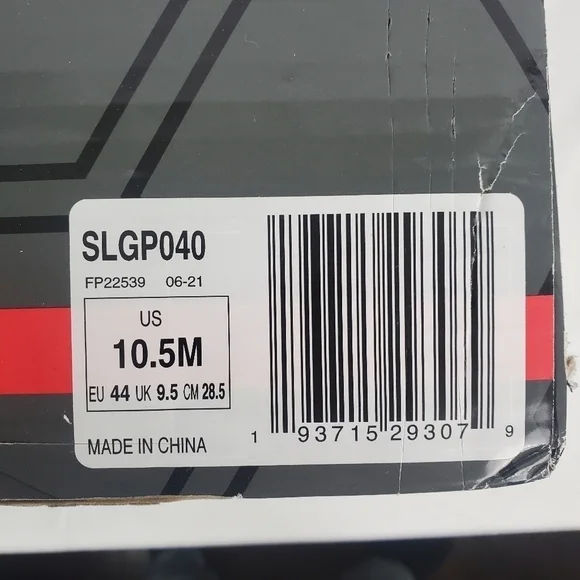 SLGP040
FP22539 06-21
US
10.5M
EU 44 UK 9.5 CM 28.5
MADE IN CHINA
1 93715 29307 9